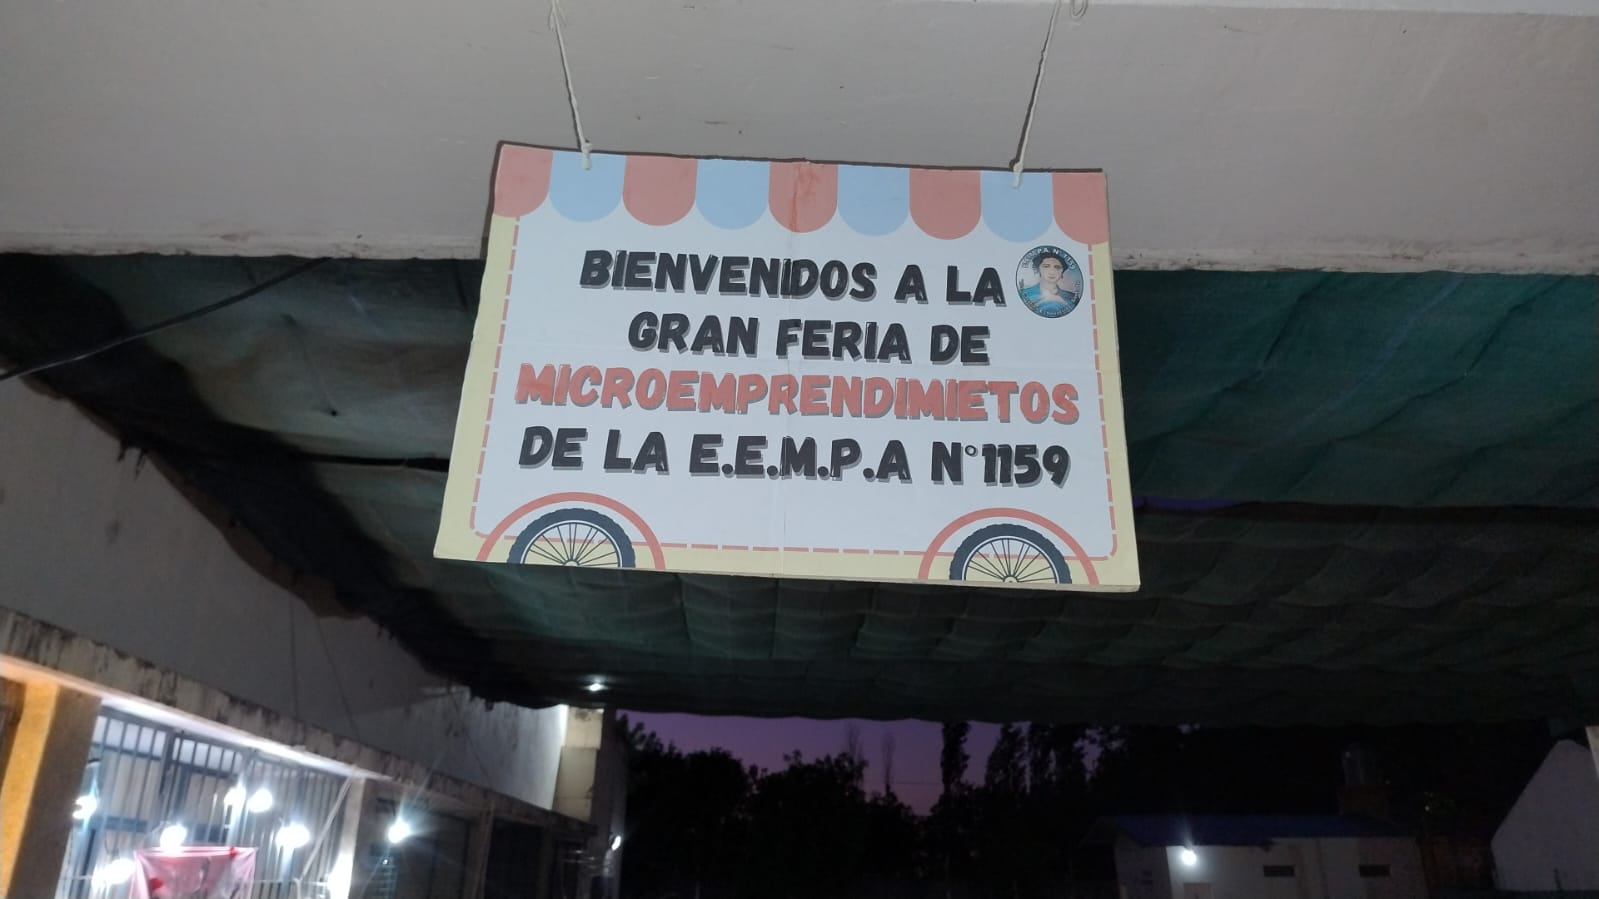 BIENVENIDOS A LA
GRAN FERIA DE
MICROEMPRENDIMIETOS
DE LA E.E.M.P.A N°1159